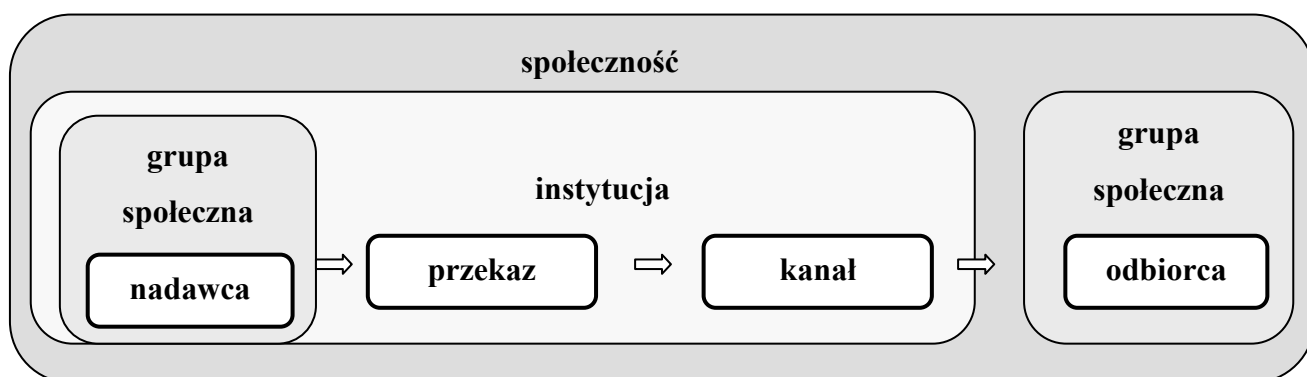 społeczność
grupa
społeczna
nadawca
instytucja
przekaz
kanał
grupa
społeczna
odbiorca